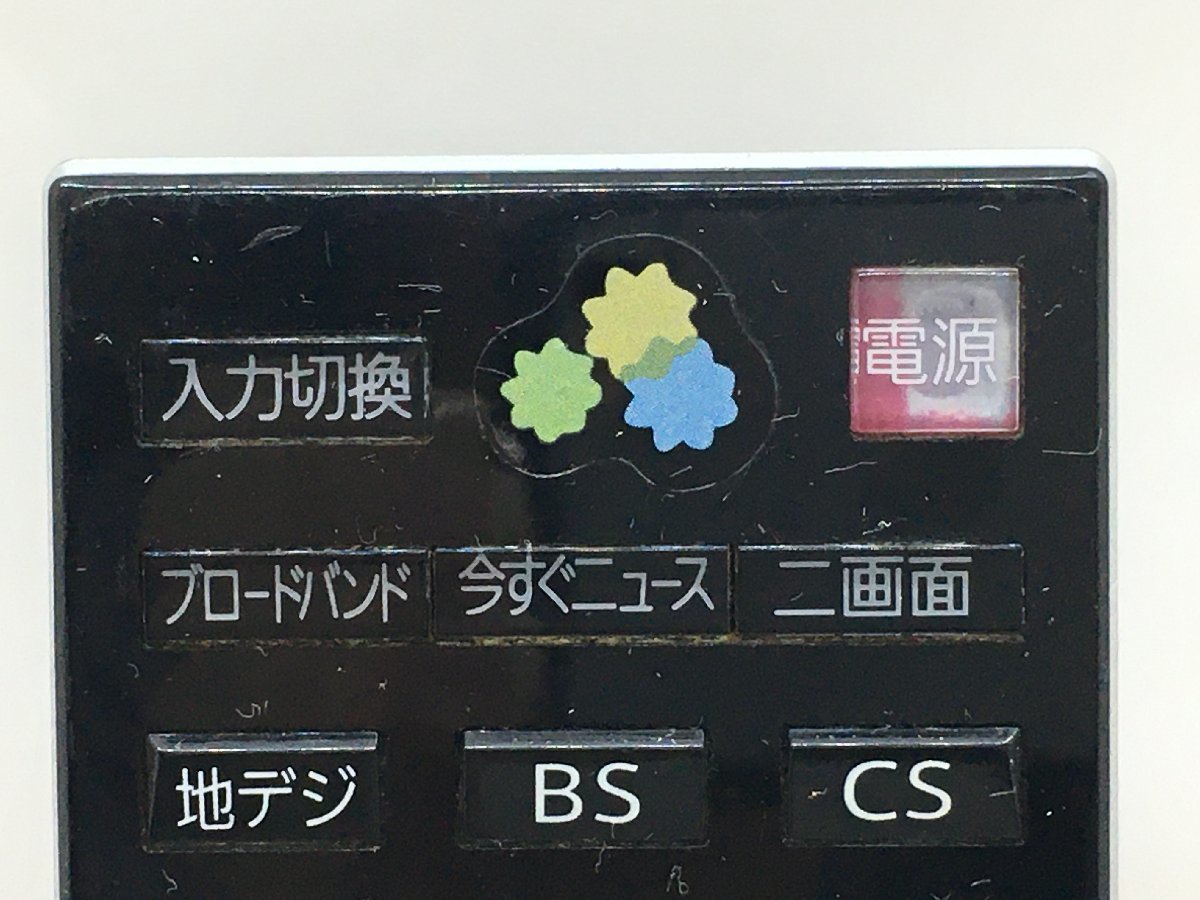 入力切換
電源
ブロードバンド
今すぐニュース
二画面
地デジ
BS
CS